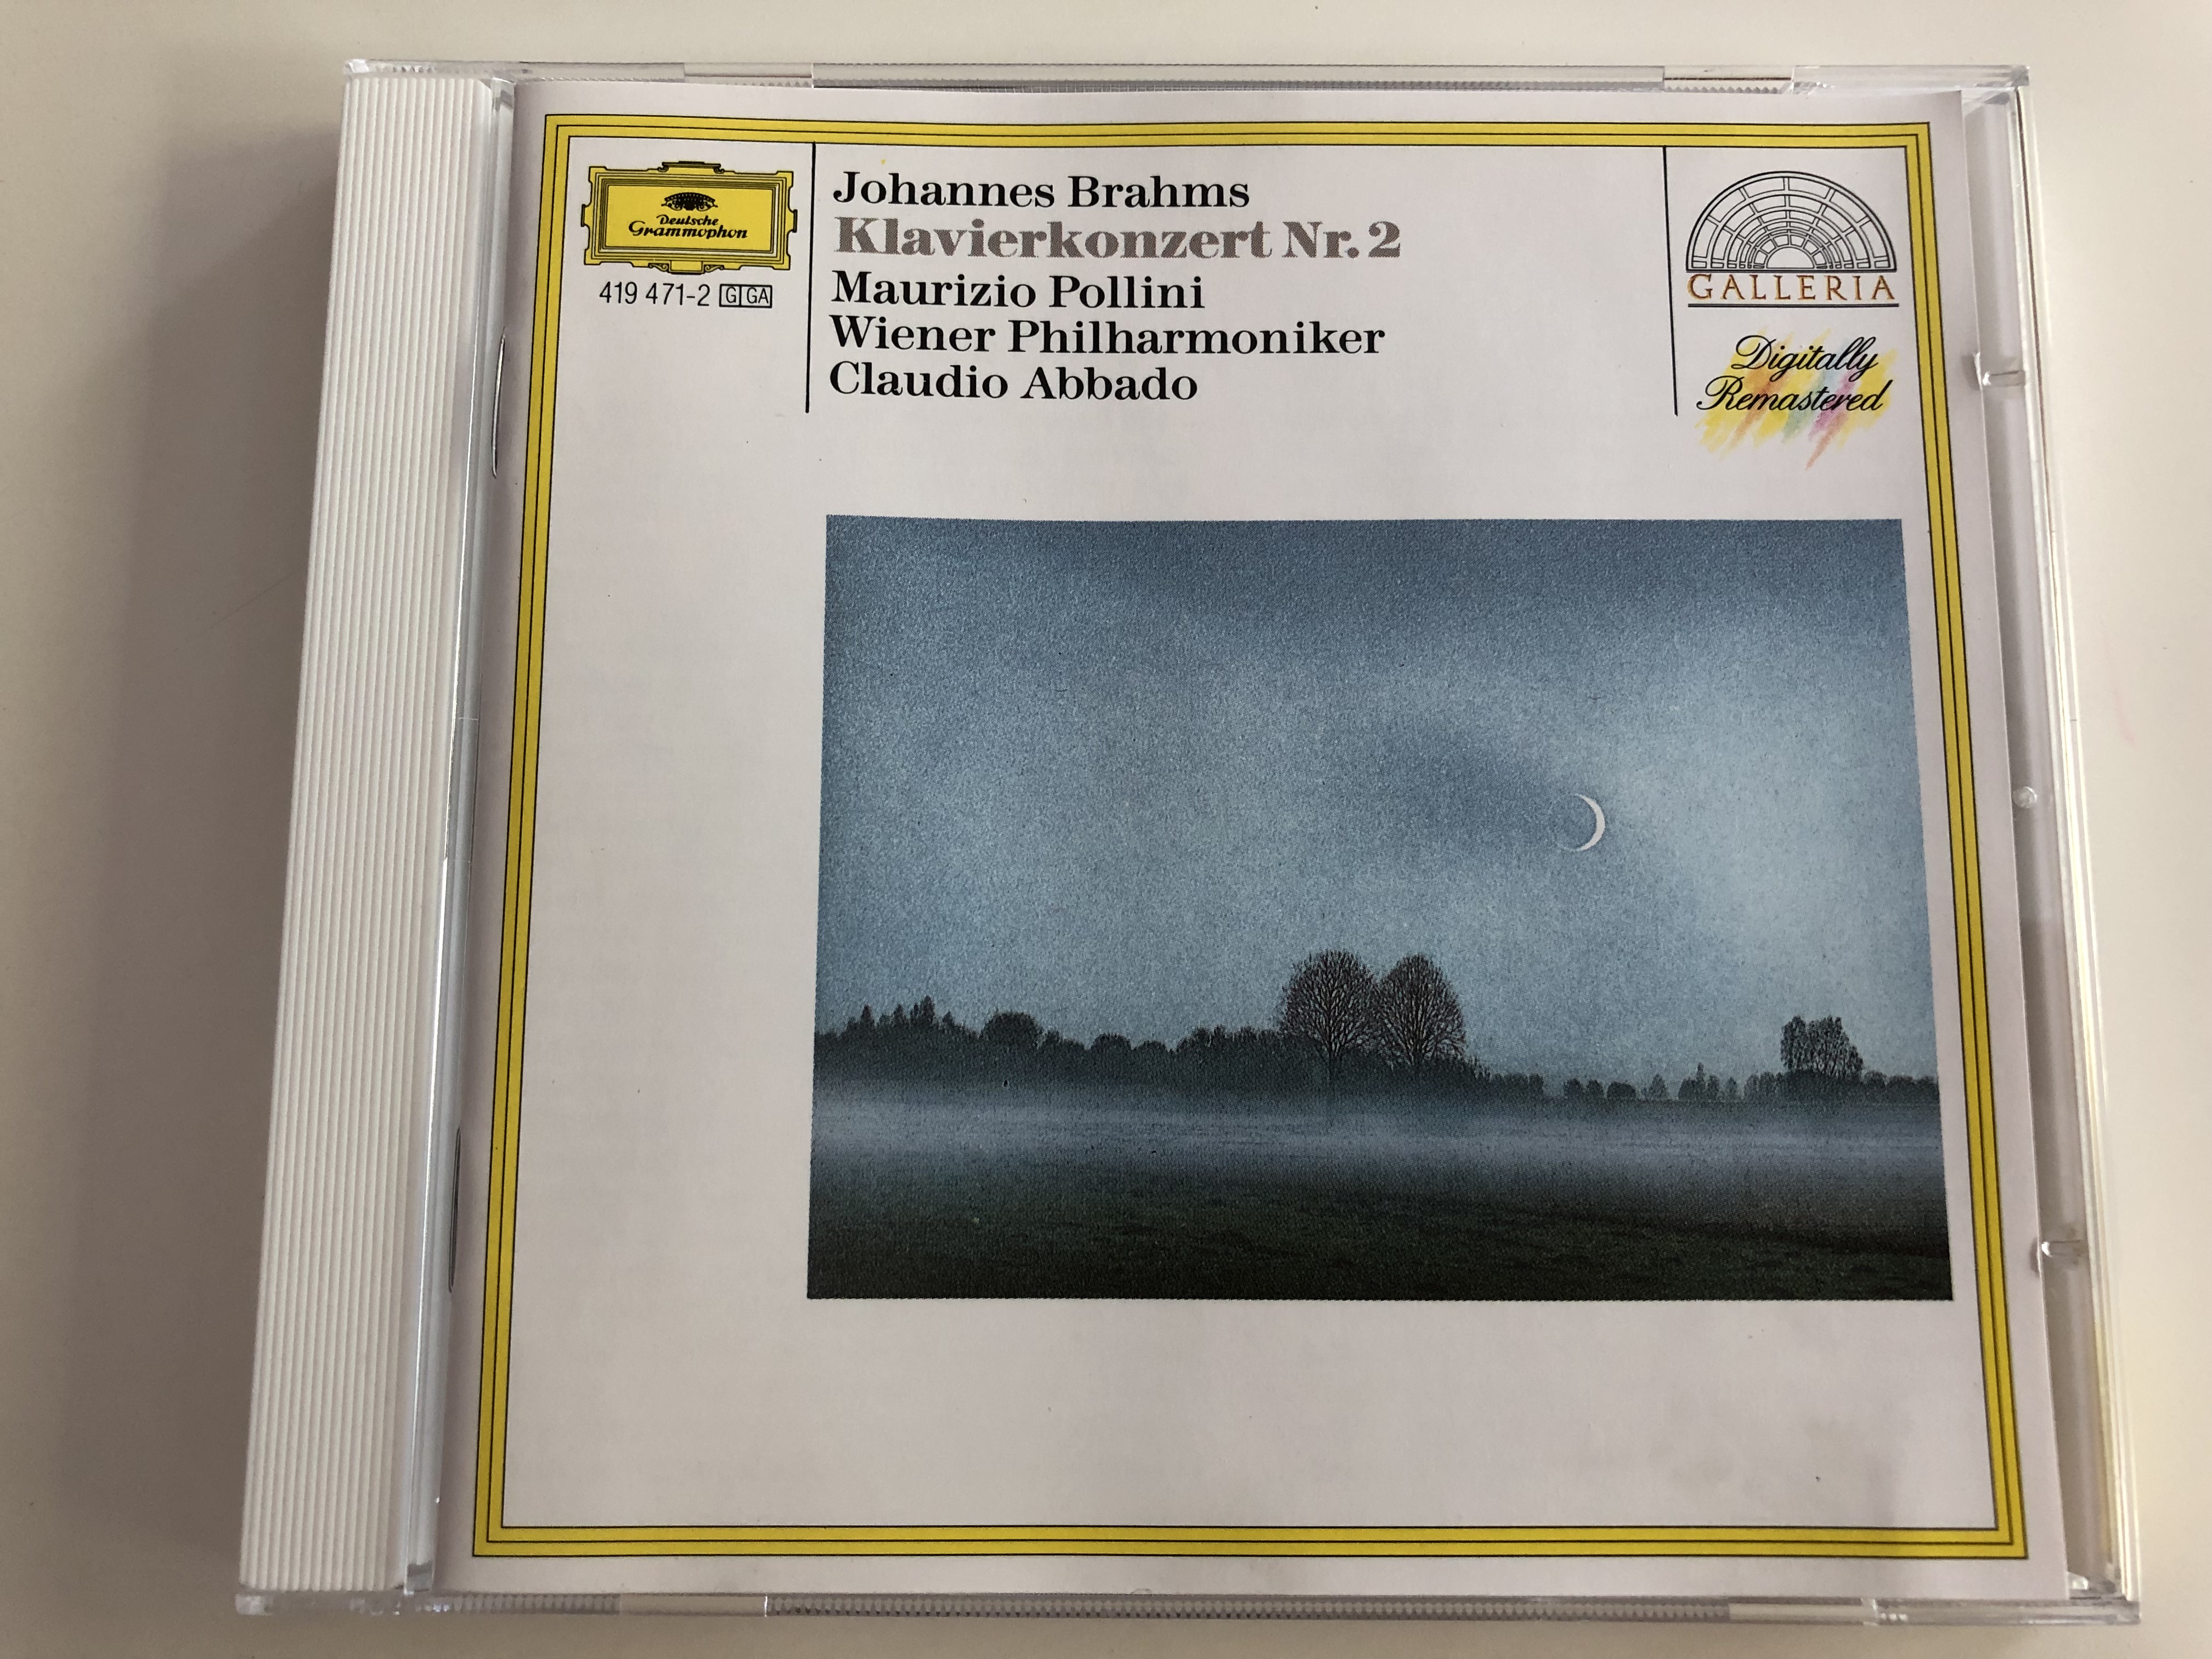 Deutsche
Grammophon
419 471-2 G GA
Johannes Brahms
Klavierkonzert Nr. 2
Maurizio Pollini
Wiener Philharmoniker
Claudio Abbado
GALLERIA
Digitally
Remastered